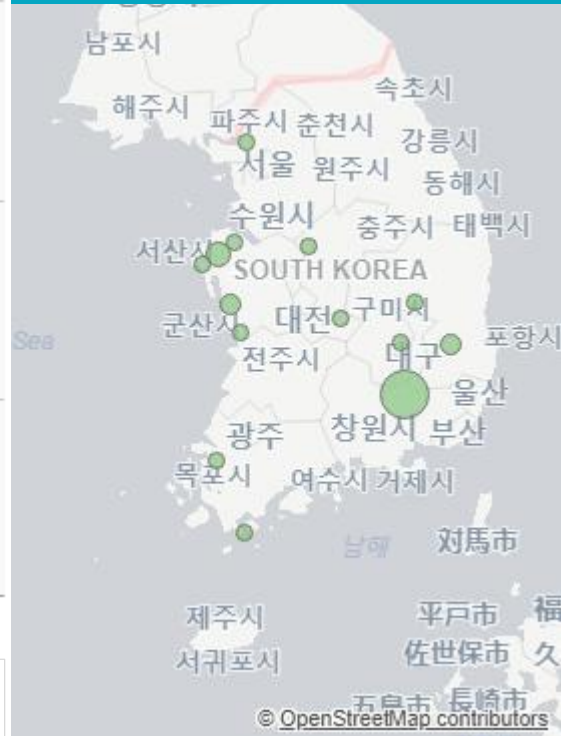 남포시
해주시
속초시
파주시
춘천시
강릉시
서울
원주시
동해시
수원시
충주시
태백시
서산시
SOUTH KOREA
구미시
군산시
대전
Sea
포항시
대구
전주시
울산
광주
창원시
부산
목포시
여수시
거제시
남해
対馬市
제주시
平戸市
福
서귀포시
佐世保市
久
五島市
長崎市
© OpenStreetMap contributors